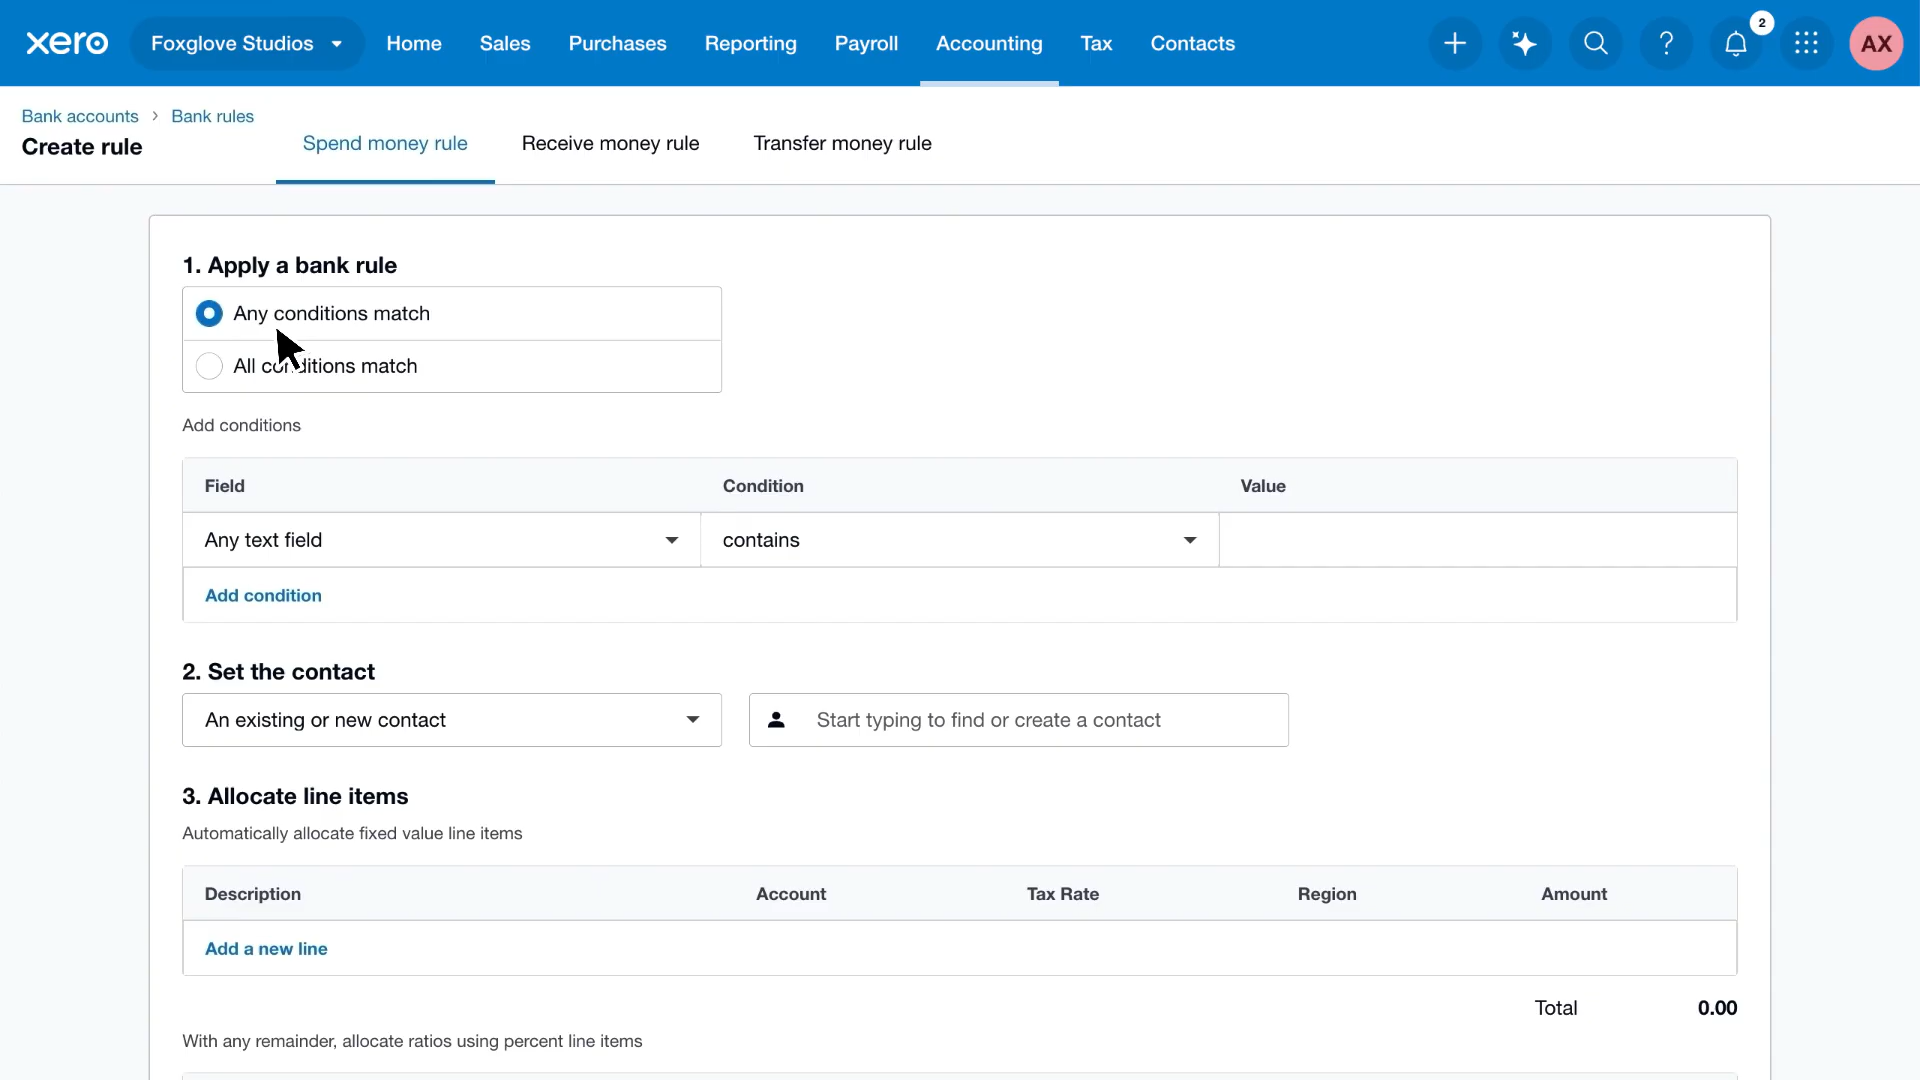 xero
Foxglove Studios
Home
Sales
Purchases
Reporting
Payroll
Accounting
Tax
Contacts
2
AX
Bank accounts
Bank rules
Create rule
Spend money rule
Receive money rule
Transfer money rule
1. Apply a bank rule
Any conditions match
All conditions match
Add conditions
Field
Condition
Value
Any text field
contains
Add condition
2. Set the contact
An existing or new contact
Start typing to find or create a contact
3. Allocate line items
Automatically allocate fixed value line items
Description
Account
Tax Rate
Region
Amount
Add a new line
Total
0.00
With any remainder, allocate ratios using percent line items